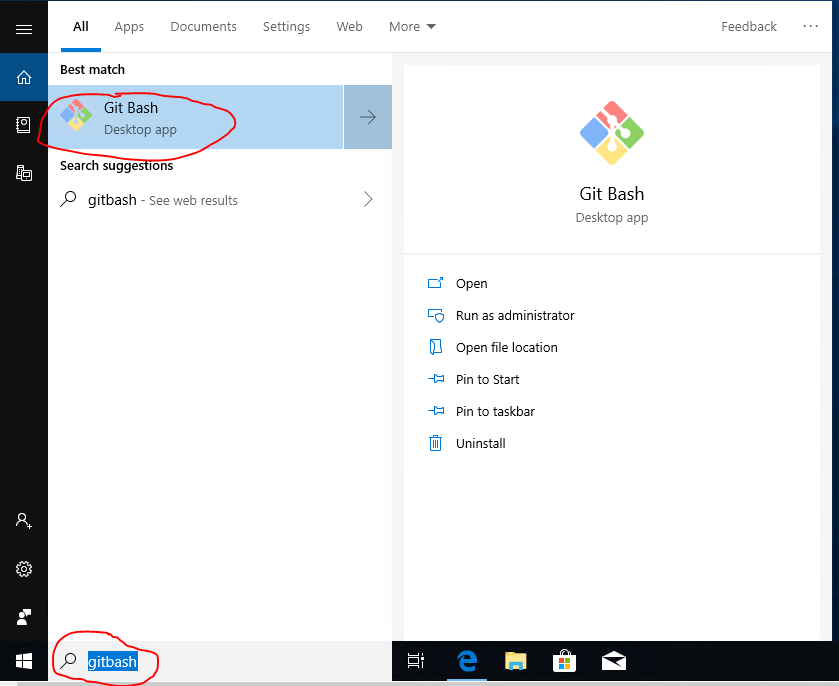 All Apps Documents Settings Web More Feedback ...
Best match
Git Bash
Desktop app
Search suggestions
gitbash - See web results
Git Bash
Desktop app
Open
Run as administrator
Open file location
Pin to Start
Pin to taskbar
Uninstall
gitbash